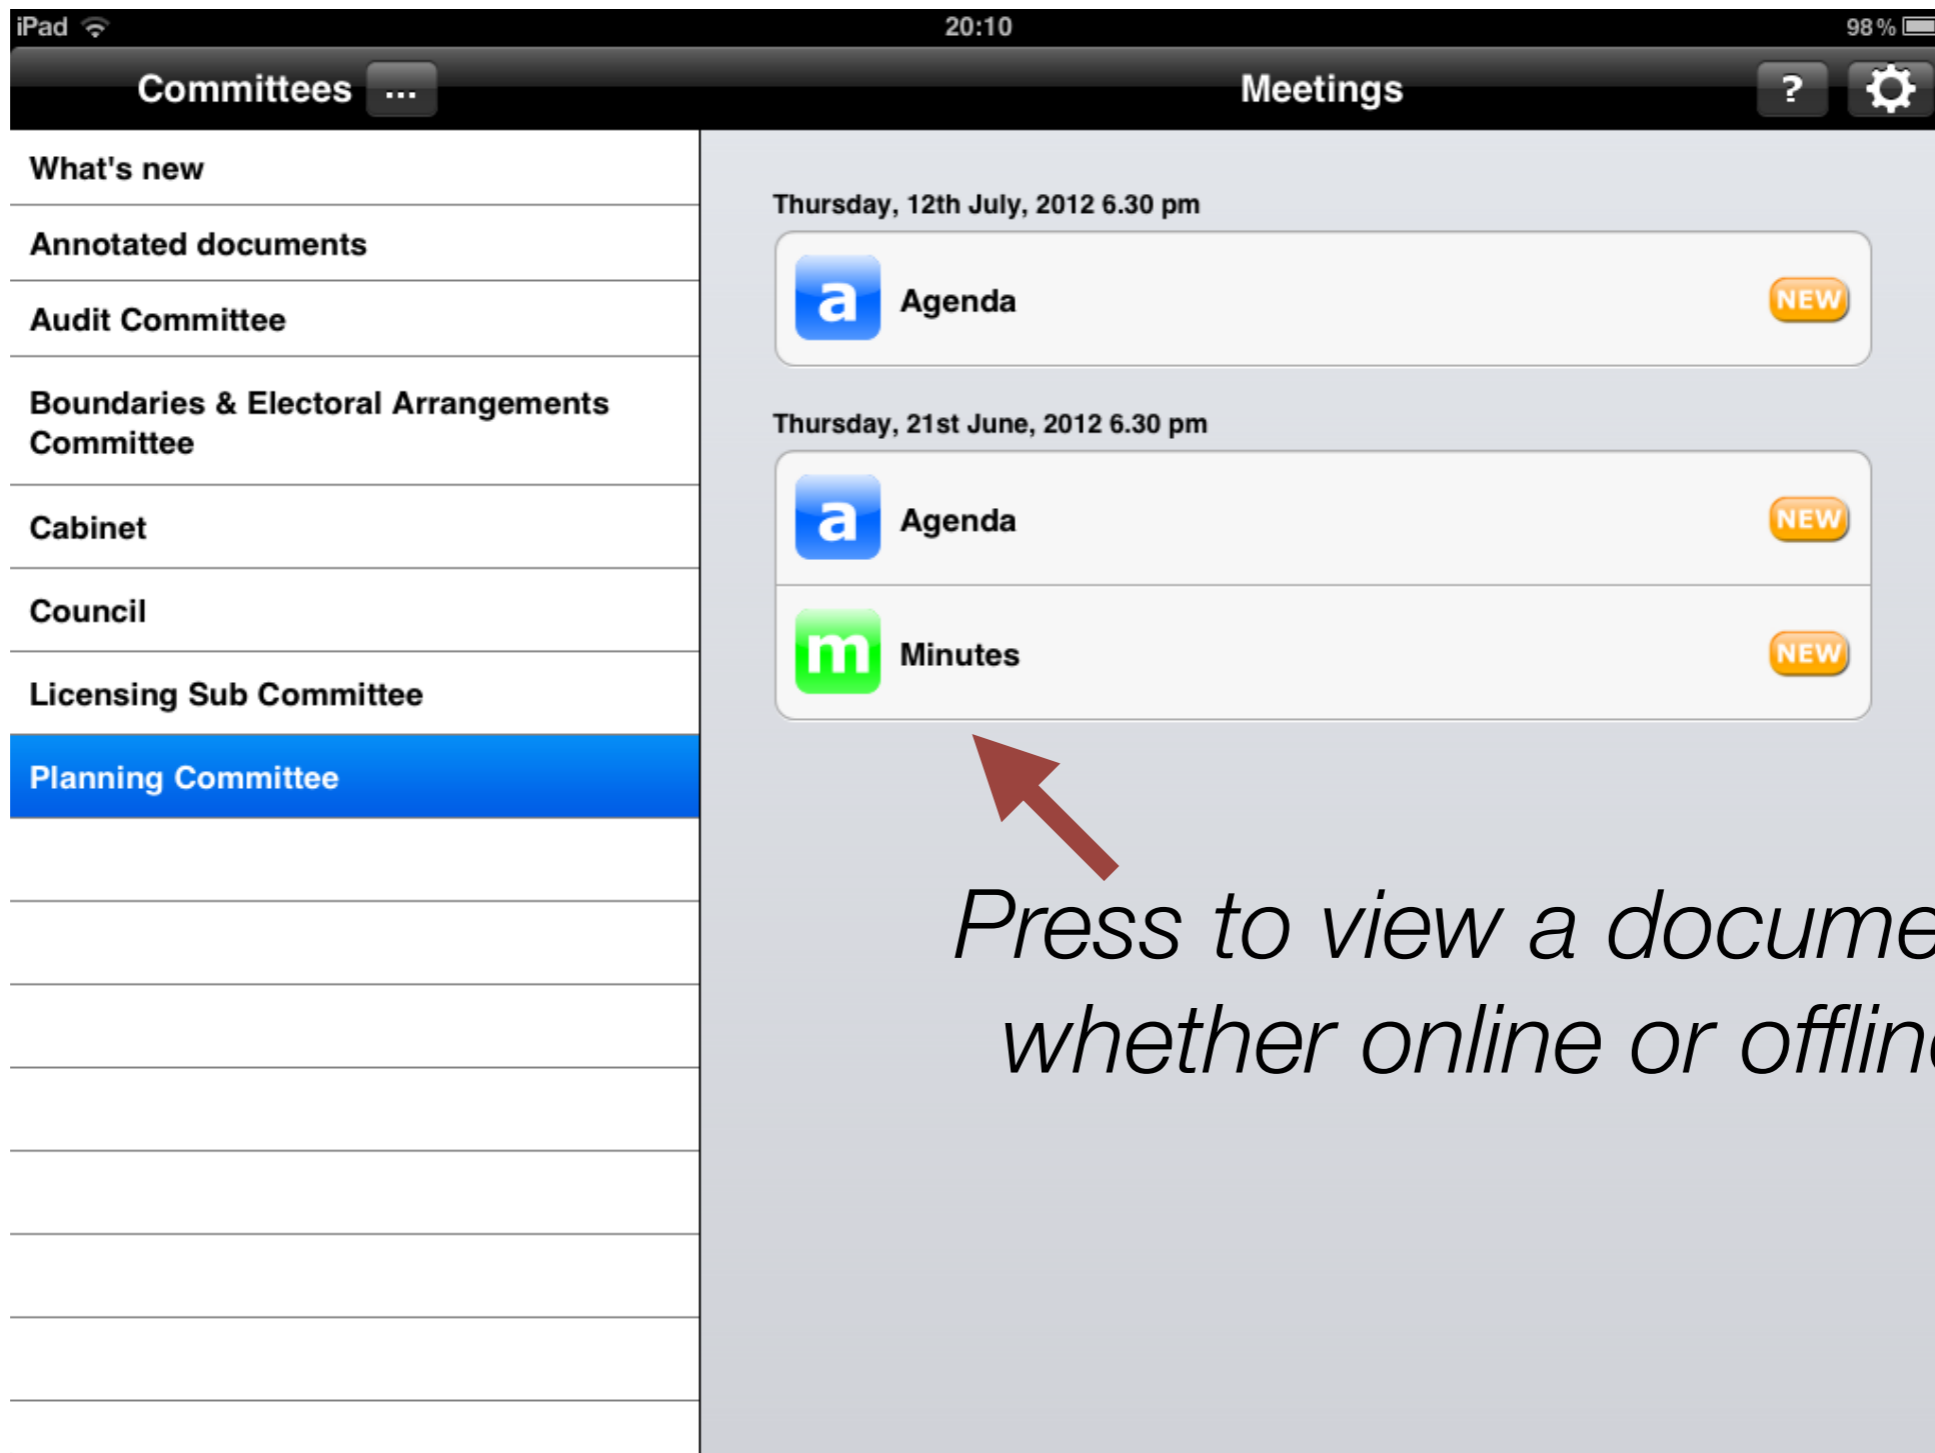 iPad 20:10 98%
Committees ... Meetings ?
What's new
Annotated documents
Audit Committee
Boundaries & Electoral Arrangements
Committee
Cabinet
Council
Licensing Sub Committee
Planning Committee
Thursday, 12th July, 2012 6.30 pm
a Agenda NEW
Thursday, 21st June, 2012 6.30 pm
a Agenda NEW
m Minutes NEW
Press to view a
whether online or